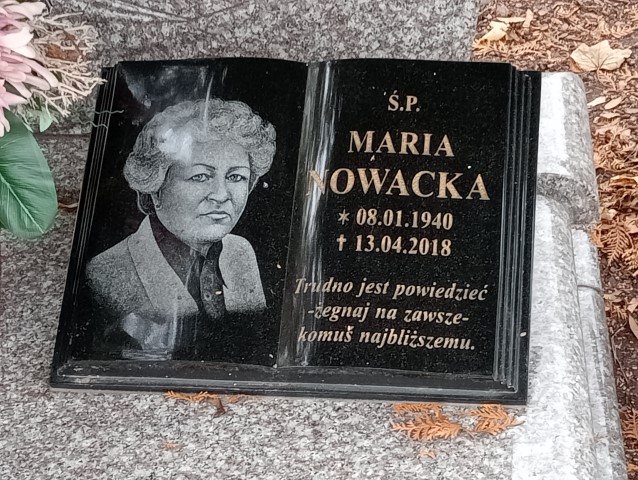 Ś.P.
MARIA
NOWACKA
✶ 08.01.1940
✝ 13.04.2018
Trudno jest powiedzieć
-żegnaj na zawsze-
komuś najbliższemu.